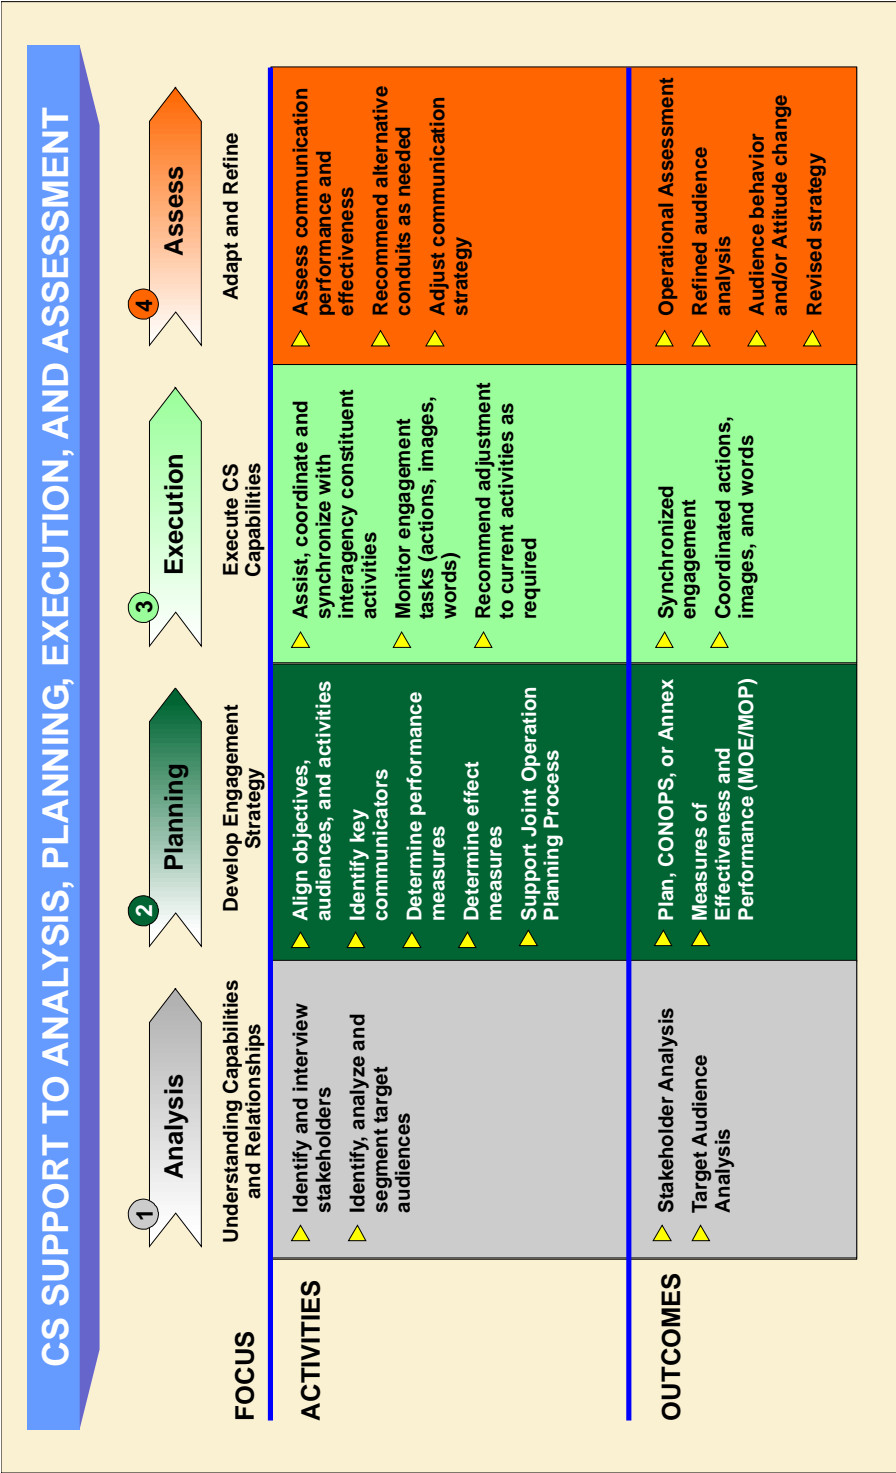 CS SUPPORT TO ANALYSIS, PLANNING, EXECUTION, AND ASSESSMENT
1
Analysis
2
Planning
3
Execution
4
Assess
FOCUS
Understanding Capabilities
and Relationships
Develop Engagement
Strategy
Execute CS
Capabilities
Adapt and Refine
ACTIVITIES
Identify and interview
stakeholders
Identify, analyze and
segment target
audiences
Align objectives,
audiences, and activities
Identify key
communicators
Determine performance
measures
Determine effect
measures
Support Joint Operation
Planning Process
Assist, coordinate and
synchronize with
interagency constituent
activities
Monitor engagement
tasks (actions, images,
words)
Recommend adjustment
to current activities as
required
Assess communication
performance and
effectiveness
Recommend alternative
conduits as needed
Adjust communication
strategy
OUTCOMES
Stakeholder Analysis
Target Audience
Analysis
Plan, CONOPS, or Annex
Measures of
Effectiveness and
Performance (MOE/MOP)
Synchronized
engagement
Coordinated actions,
images, and words
Operational Assessment
Refined audience
analysis
Audience behavior
and/or Attitude change
Revised strategy